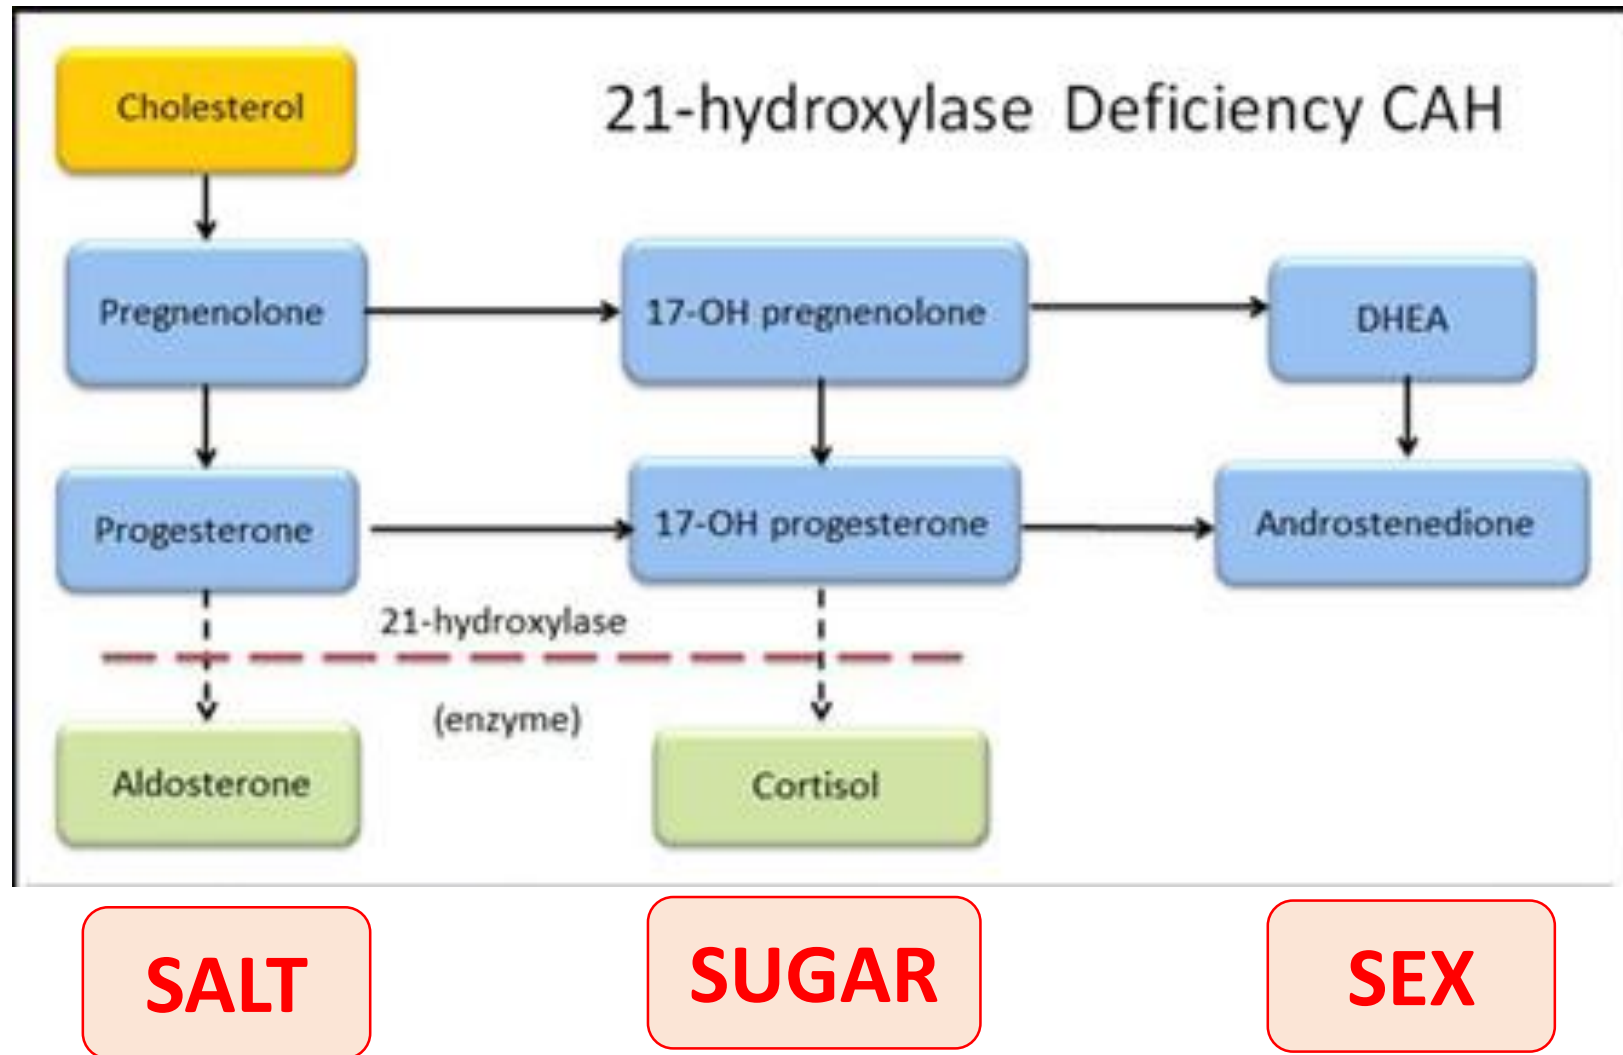 Cholesterol
21-hydroxylase Deficiency CAH
Pregnenolone
17-OH pregnenolone
DHEA
Progesterone
17-OH progesterone
Androstenedione
21-hydroxylase
(enzyme)
Aldosterone
Cortisol
SALT
SUGAR
SEX